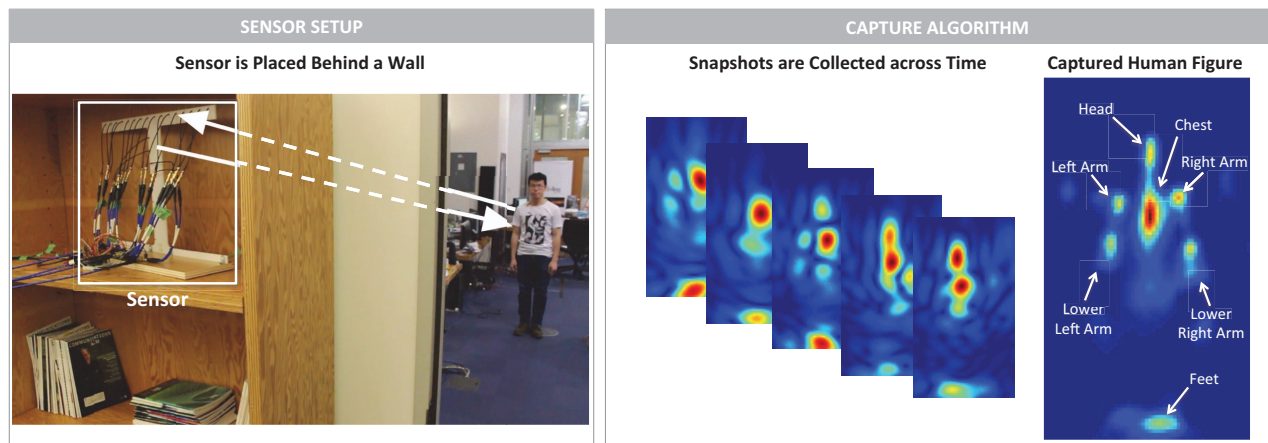 SENSOR SETUP
Sensor is Placed Behind a Wall
Sensor
COMMUNICATIONS
CAPTURE ALGORITHM
Snapshots are Collected across Time
Captured Human Figure
Head
Chest
Left Arm
Right Arm
Lower
Left Arm
Lower
Right Arm
Feet